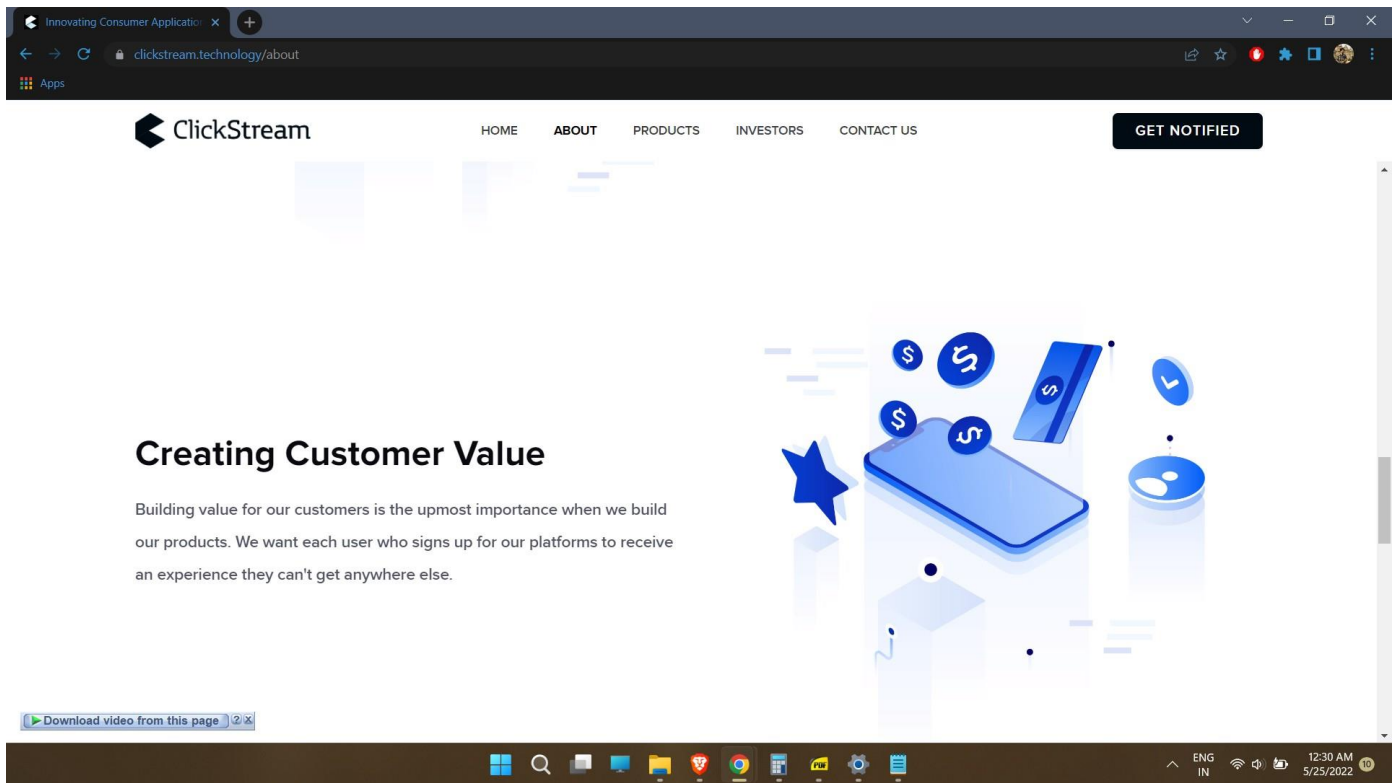 Innovating Consumer Applicatio
clickstream.technology/about
Apps
ClickStream
HOME ABOUT PRODUCTS INVESTORS CONTACT US
GET NOTIFIED
$ $ $ $ $
Creating Customer Value
Building value for our customers is the upmost importance when we build
our products. We want each user who signs up for our platforms to receive
an experience they can't get anywhere else.
Download video from this page ? x
PDF
ENG
IN
12:30 AM
5/25/2022
10